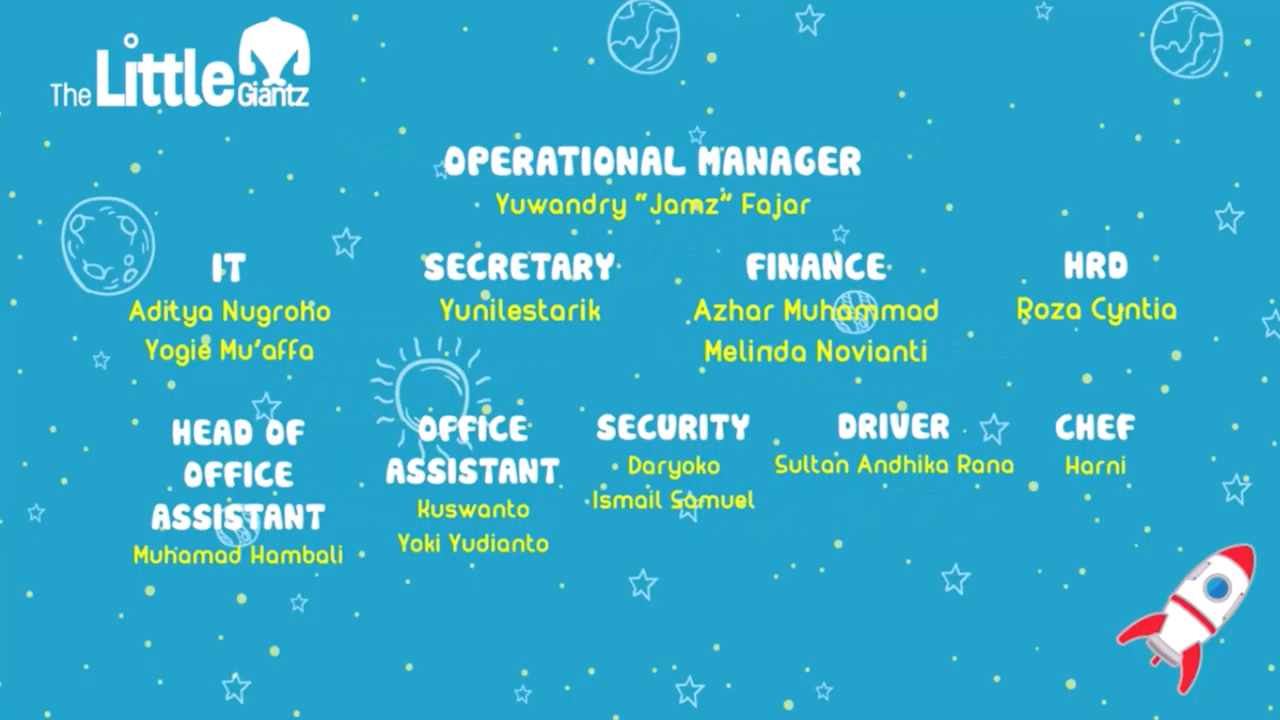 The Little Giantz
OPERATIONAL MANAGER
Yuwandry “Jamz” Fajar
IT
Aditya Nugroho
Yogie Mu'affa
SECRETARY
Yunilestarik
FINANCE
Azhar Muhammad
Melinda Novianti
HRD
Roza Cyntia
HEAD OF
OFFICE
ASSISTANT
Muhamad Hambali
OFFICE
ASSISTANT
Kuswanto
Yoki Yudianto
SECURITY
Daryoko
Ismail Samuel
DRIVER
Sultan Andhika Rana
CHEF
Harni